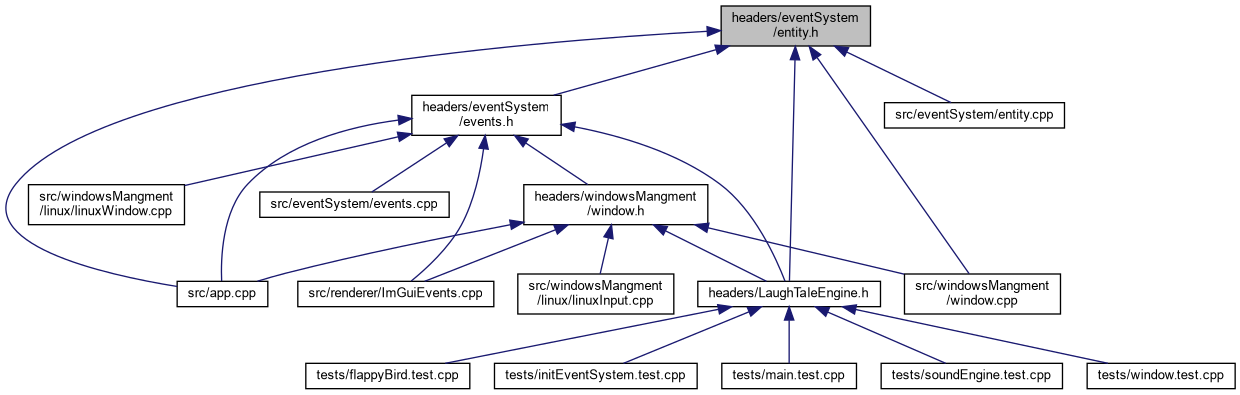 headers/eventSystem
/entity.h
headers/eventSystem
/events.h
src/eventSystem/entity.cpp
src/windowsMangment
/linux/linuxWindow.cpp
src/eventSystem/events.cpp
headers/windowsMangment
/window.h
src/app.cpp
src/renderer/ImGuiEvents.cpp
src/windowsMangment
/linux/linuxInput.cpp
headers/LaughTaleEngine.h
src/windowsMangment
/window.cpp
tests/flappyBird.test.cpp
tests/initEventSystem.test.cpp
tests/main.test.cpp
tests/soundEngine.test.cpp
tests/window.test.cpp